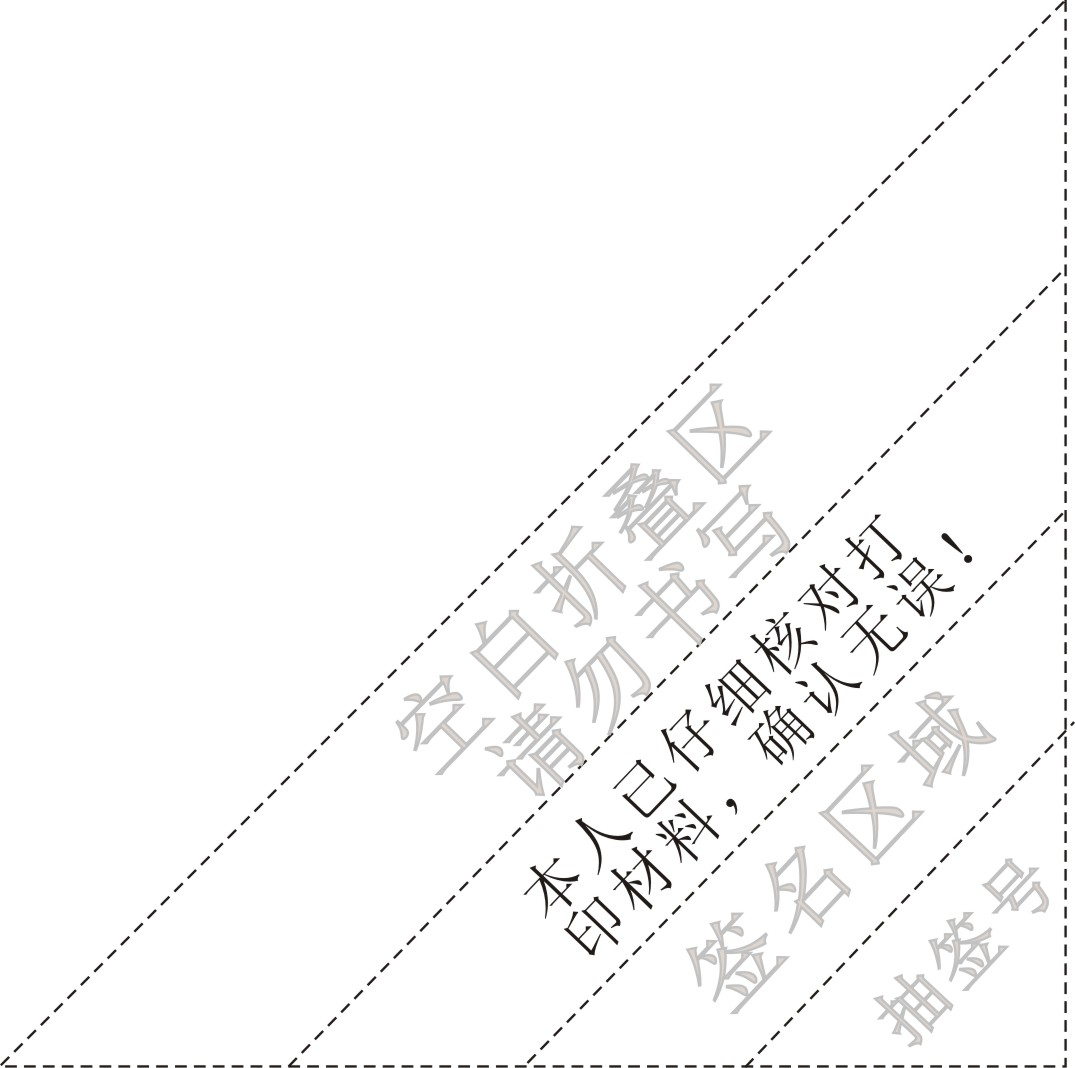 空白折叠区
请勿书写
本人已仔细核对打
印材料，确认无误！
签名区域
抽签号